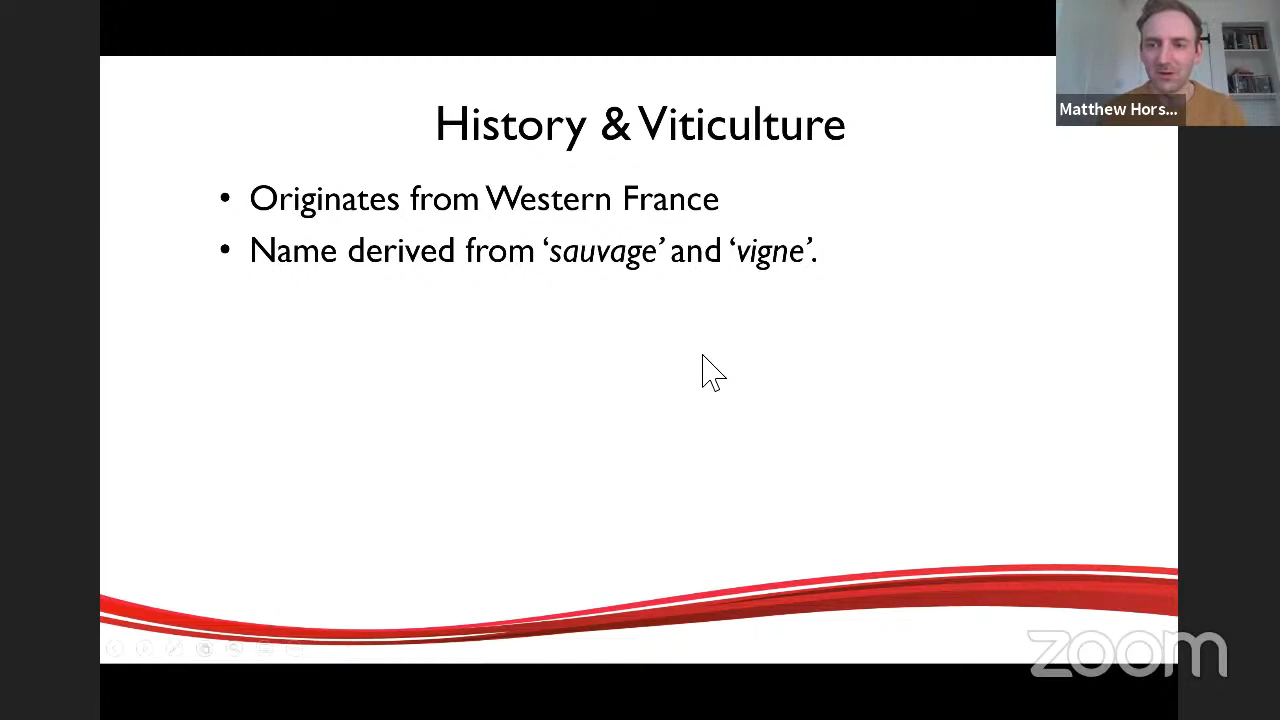 History & Viticulture
• Originates from Western France
• Name derived from ‘sauvage’ and ‘vigne’.
Matthew Hors...
zoom